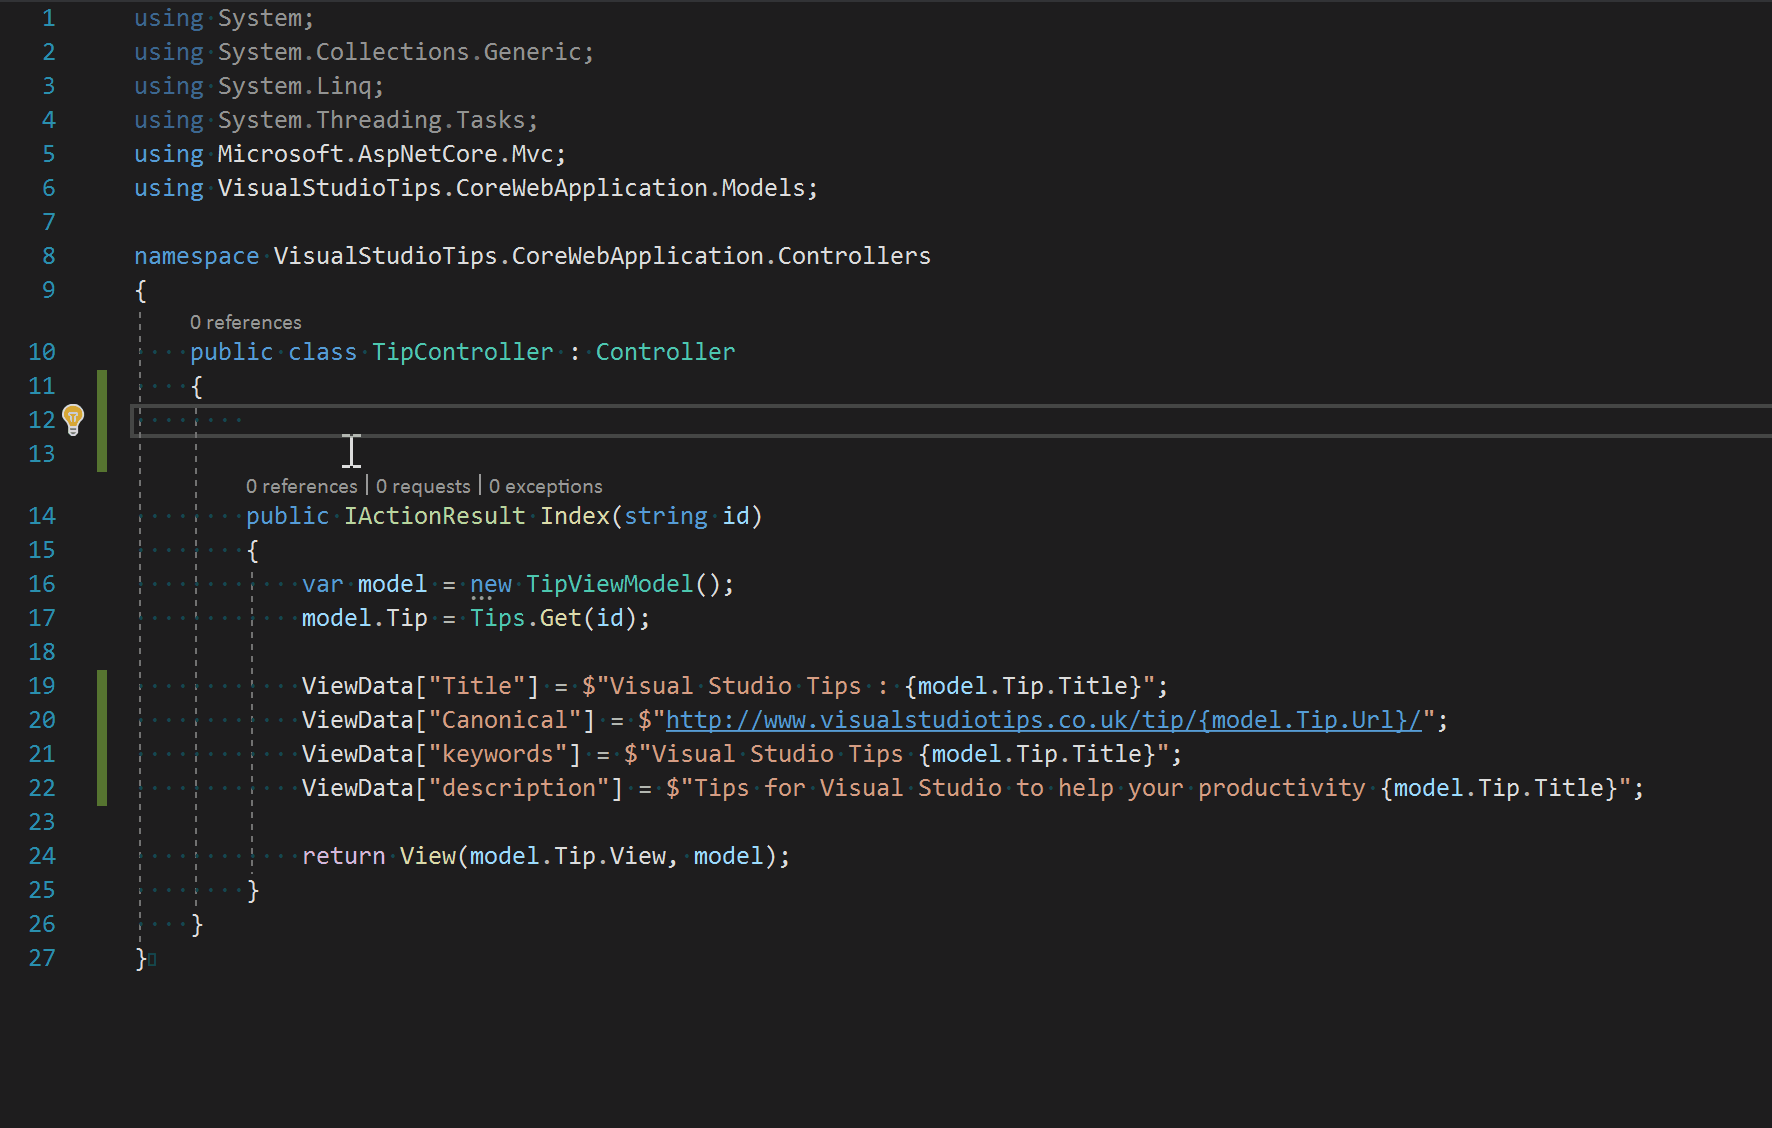 1 using System;
2 using System.Collections.Generic;
3 using System.Linq;
4 using System.Threading.Tasks;
5 using Microsoft.AspNetCore.Mvc;
6 using VisualStudioTips.CoreWebApplication.Models;
7
8 namespace VisualStudioTips.CoreWebApplication.Controllers
9 {
0 references
10 public class TipController : Controller
11 {
12
13
0 references | 0 requests | 0 exceptions
14 public IActionResult Index(string id)
15 {
16 var model = new TipViewModel();
17 model.Tip = Tips.Get(id);
18
19 ViewData["Title"] = $"Visual Studio Tips : {model.Tip.Title}";
20 ViewData["Canonical"] = $"http://www.visualstudiotips.co.uk/tip/{model.Tip.Url}/";
21 ViewData["keywords"] = $"Visual Studio Tips {model.Tip.Title}";
22 ViewData["description"] = $"Tips for Visual Studio to help your productivity {model.Tip.Title}";
23
24 return View(model.Tip.View, model);
25 }
26 }
27 }